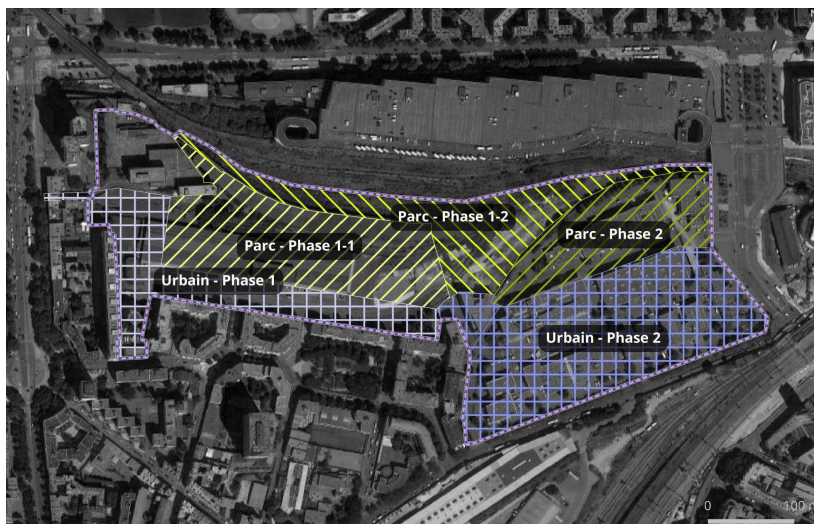 Parc - Phase 1-2
Parc - Phase 2
Parc - Phase 1-1
Urbain - Phase 1
Urbain - Phase 2
0 100 m